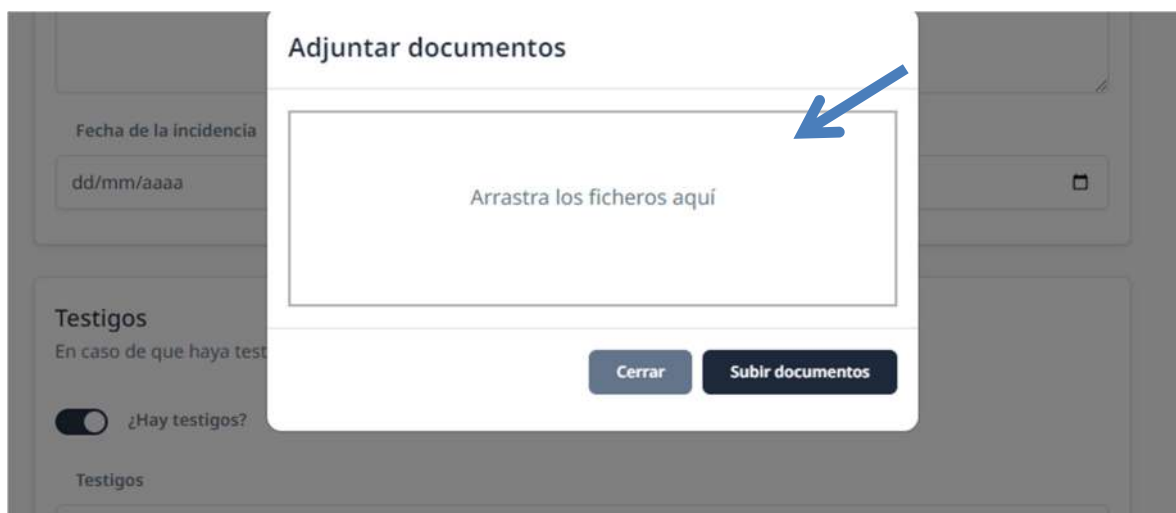 Adjuntar documentos
Fecha de la incidencia
dd/mm/aaaa
Arrastra los ficheros aquí
Testigos
En caso de que haya test
Cerrar
Subir documentos
¿Hay testigos?
Testigos